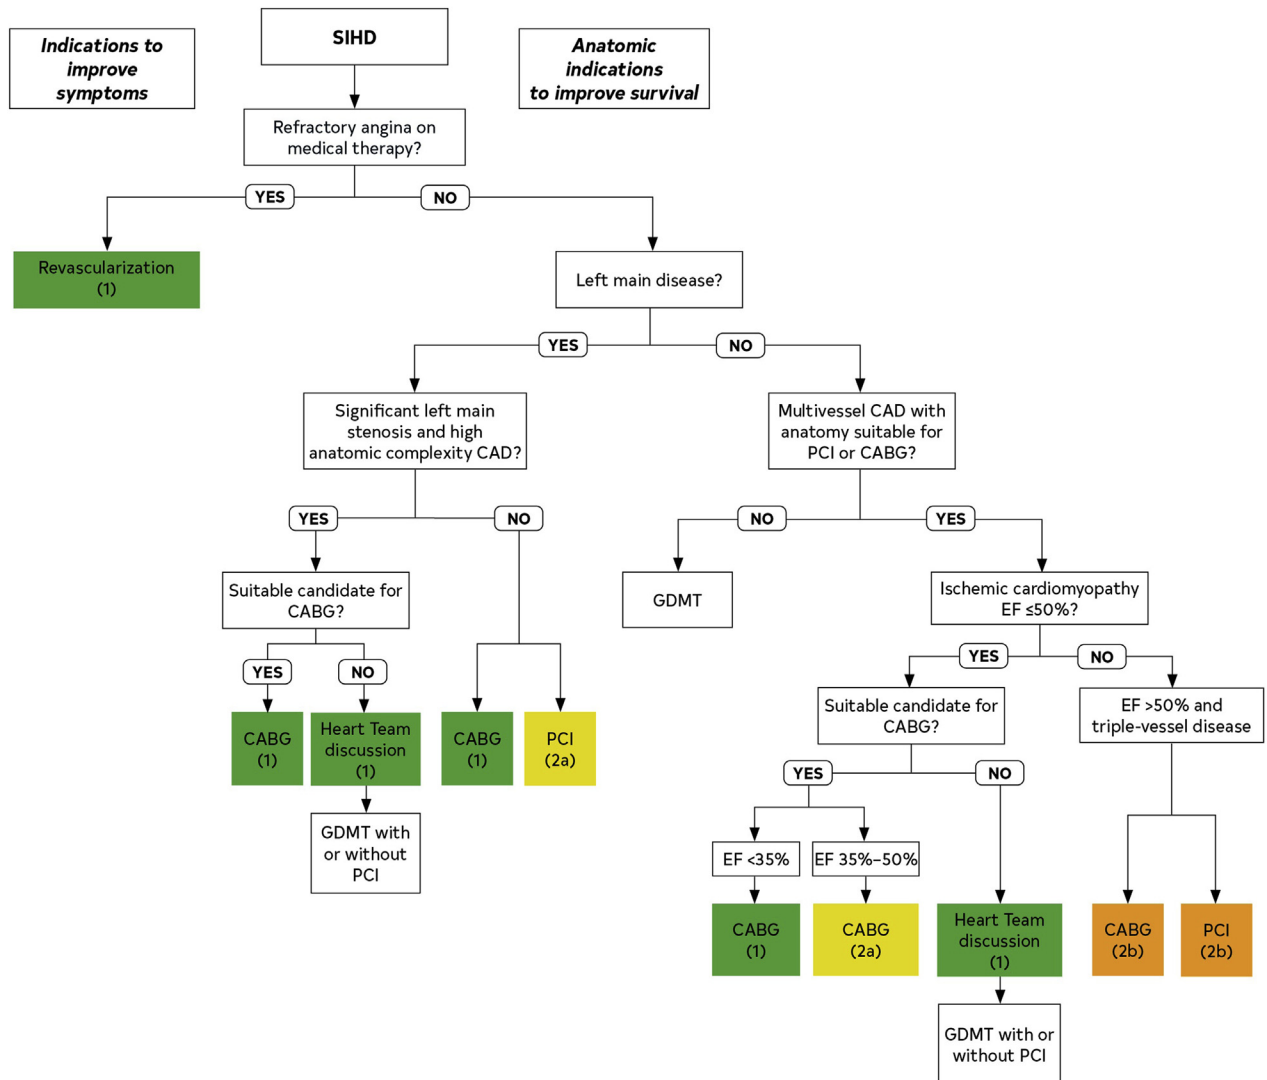 Indications to
improve
symptoms
SIHD
Anatomic
indications
to improve survival
Refractory angina on
medical therapy?
YES
NO
Revascularization
(1)
Left main disease?
YES
NO
Significant left main
stenosis and high
anatomic complexity CAD?
Multivessel CAD with
anatomy suitable for
PCI or CABG?
YES
NO
NO
YES
Suitable candidate for
CABG?
GDMT
Ischemic cardiomyopathy
EF ≤50%?
YES
NO
YES
NO
CABG
(1)
Heart Team
discussion
(1)
CABG
(1)
PCI
(2a)
Suitable candidate for
CABG?
EF >50% and
triple-vessel disease
YES
NO
GDMT with
or without
PCI
EF <35%
EF 35%–50%
CABG
(1)
CABG
(2a)
Heart Team
discussion
(1)
CABG
(2b)
PCI
(2b)
GDMT with or
without PCI